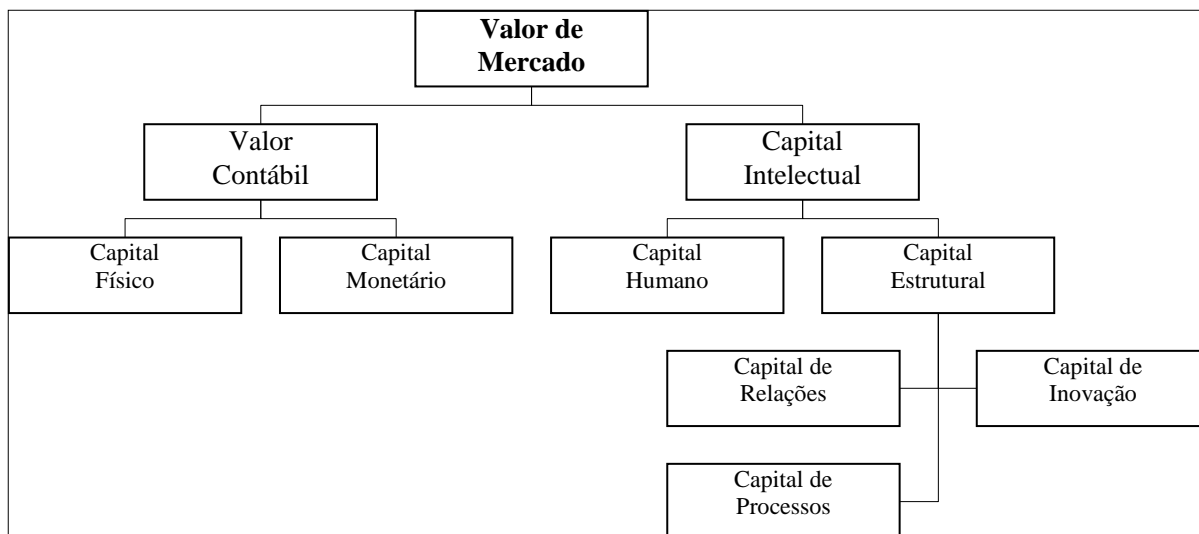 Valor de
Mercado
Valor
Contábil
Capital
Intelectual
Capital
Físico
Capital
Monetário
Capital
Humano
Capital
Estrutural
Capital de
Relações
Capital de
Inovação
Capital de
Processos